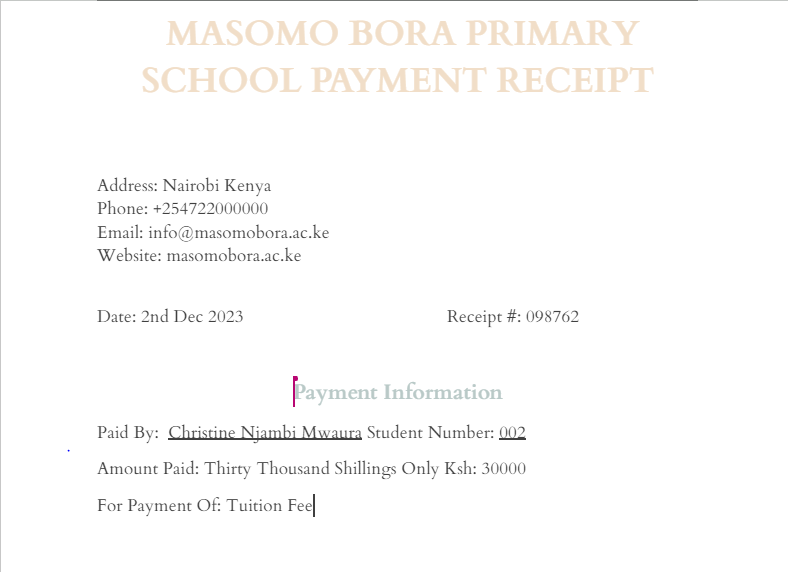 MASOMO BORA PRIMARY
SCHOOL PAYMENT RECEIPT
Address: Nairobi Kenya
Phone: +254722000000
Email: info@masomobora.ac.ke
Website: masomobora.ac.ke
Date: 2nd Dec 2023 Receipt #: 098762
Payment Information
Paid By: Christine Njambi Mwaura Student Number: 002
Amount Paid: Thirty Thousand Shillings Only Ksh: 30000
For Payment Of: Tuition Fee